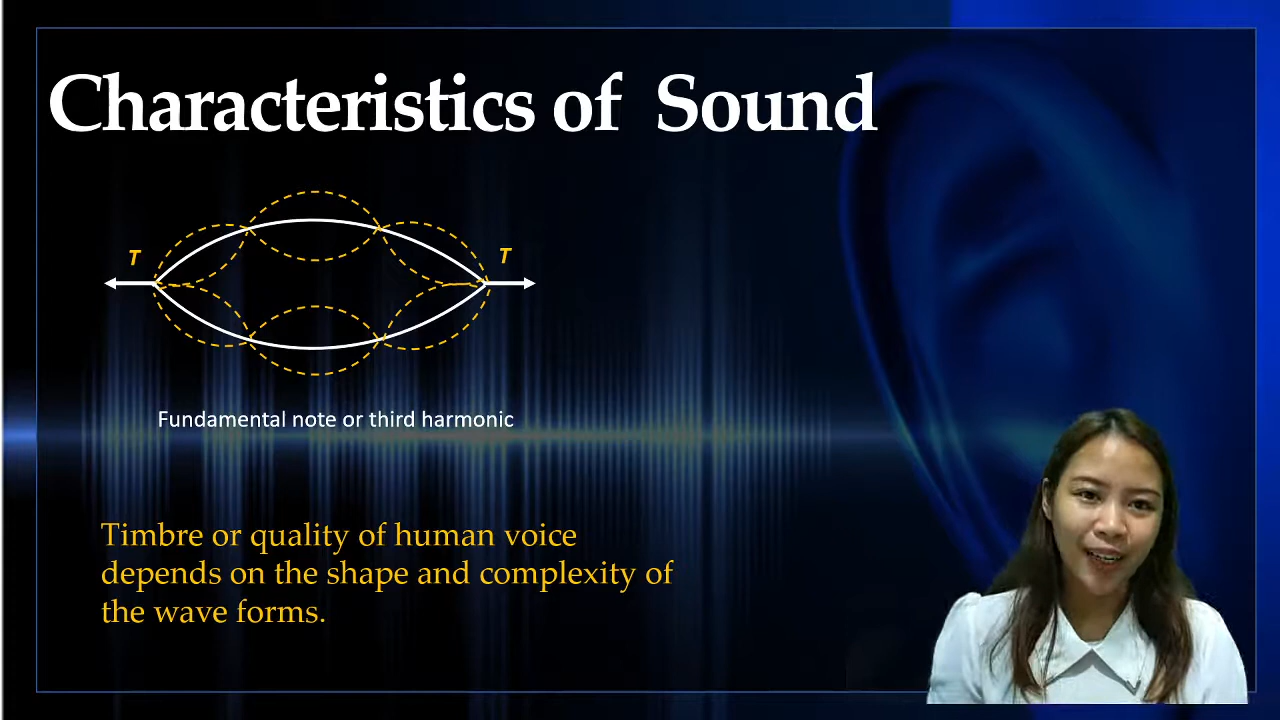 Characteristics of Sound
T
T
Fundamental note or third harmonic
Timbre or quality of human voice
depends on the shape and complexity of
the wave forms.